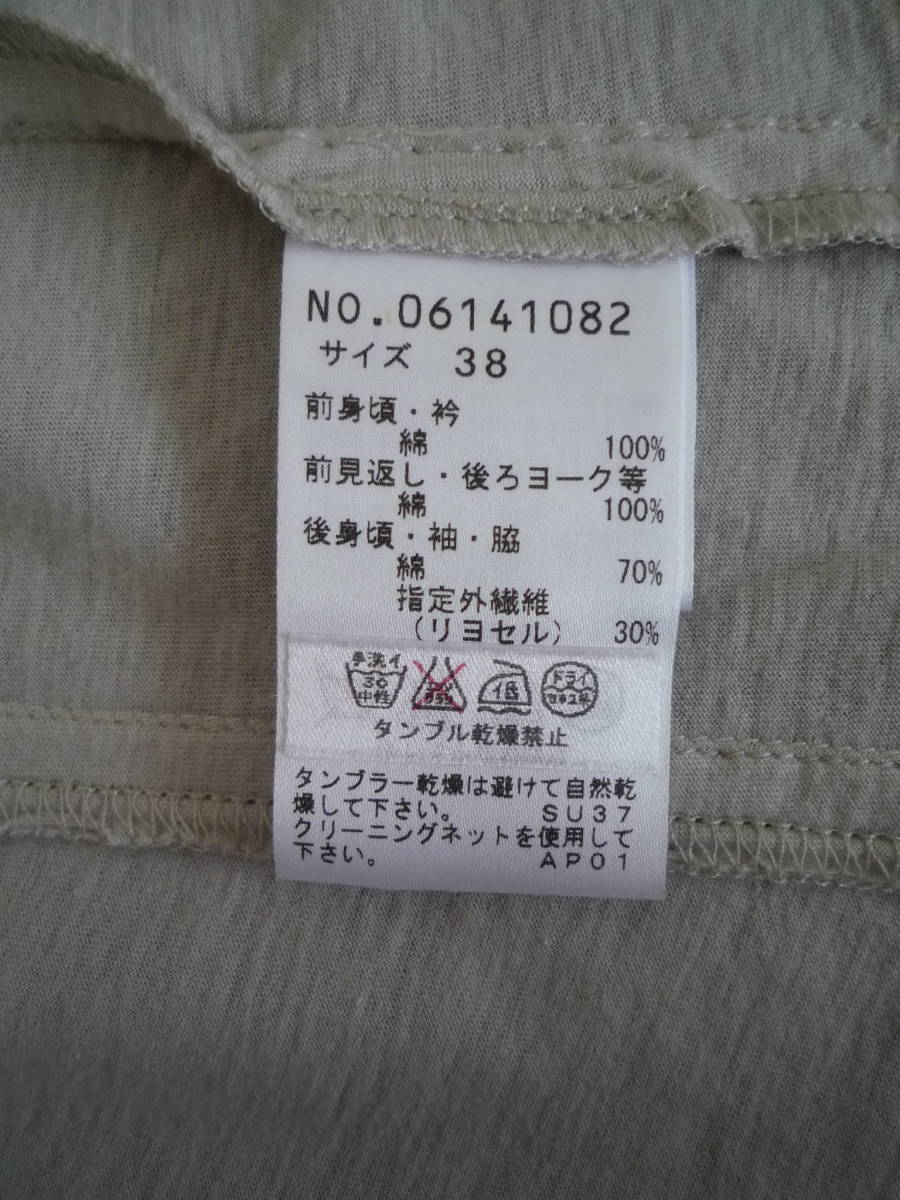 NO.06141082
サイズ 38
前身頃・衿
綿 100%
前見返し・後ろヨーク等
綿 100%
後身頃・袖・脇
綿 70%
指定外繊維
（リヨセル） 30%
手洗イ 30 中性
低
ドライ
タンブル乾燥禁止
タンブラー乾燥は避けて自然乾
燥して下さい。 SU37
クリーニングネットを使用して
下さい。 AP01